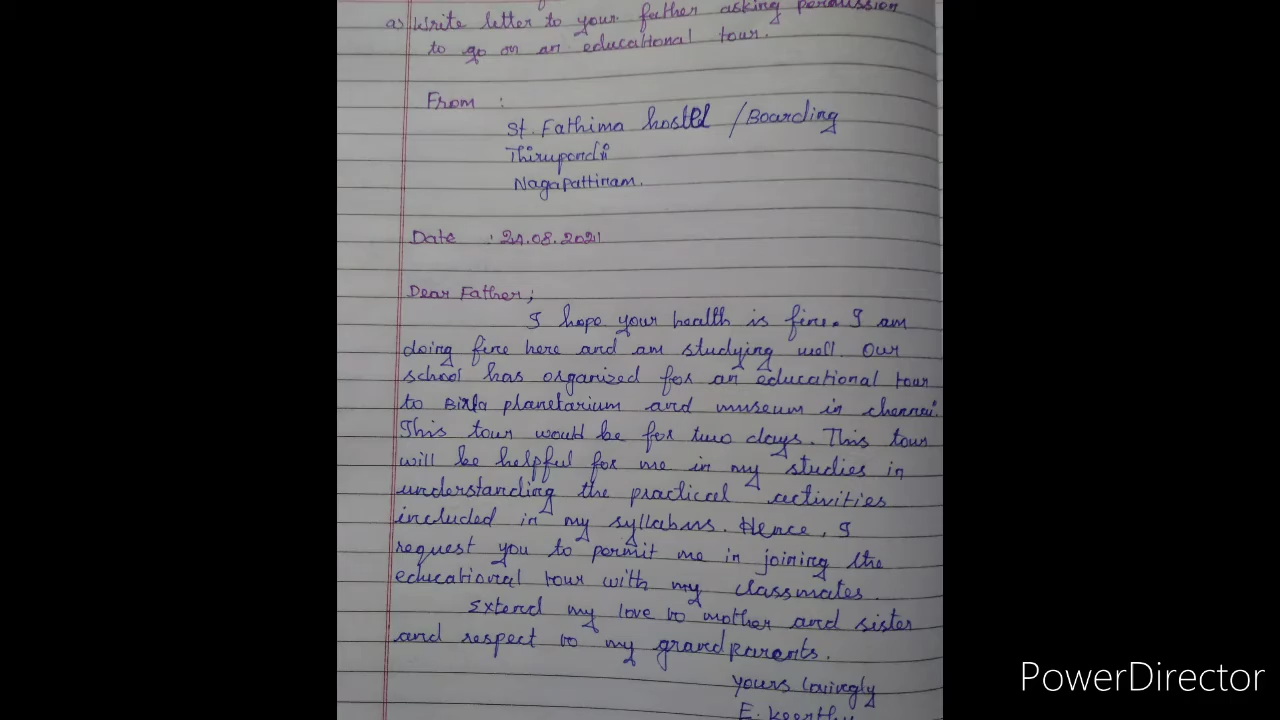 a) Write letter to your father asking permission
to go on an educational tour.
From :
St. Fathima hostel / Boarding
Thirupondi
Nagapattinam.
Date : 24.08.2021
Dear Father,
I hope your health is fine. I am
doing fine here and am studying well. Our
school has organized for an educational tour
to Birla planetarium and museum in chennai.
This tour would be for two days. This tour
will be helpful for me in my studies in
understanding the practical activities
included in my syllabus. Hence, I
request you to permit me in joining the
educational tour with my classmates.
Extend my love to mother and sister
and respect to my grandparents.
yours lovingly
E.
PowerDirector